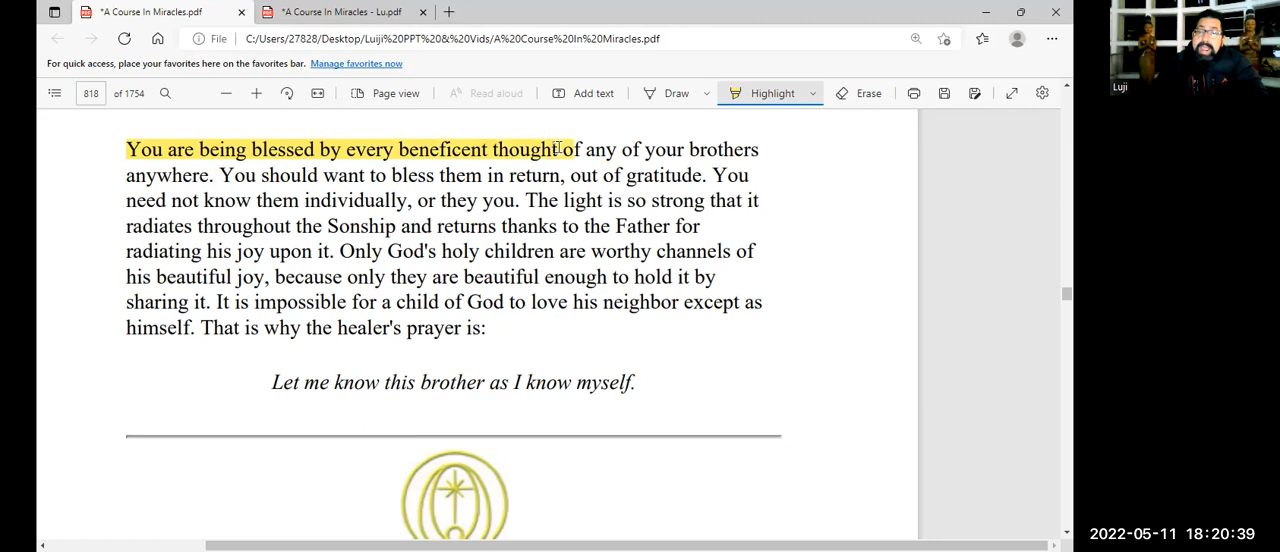 *A Course In Miracles.pdf
*A Course In Miracles - Lu.pdf
File
C:/Users/27828/Desktop/Luiji%20PPT%20&%20Vids/A%20Course%20In%20Miracles.pdf
For quick access, place your favorites here on the favorites bar. Manage favorites now
818 of 1754
Page view
Read aloud
Add text
Draw
Highlight
Erase
You are being blessed by every beneficent thought of any of your brothers
anywhere. You should want to bless them in return, out of gratitude. You
need not know them individually, or they you. The light is so strong that it
radiates throughout the Sonship and returns thanks to the Father for
radiating his joy upon it. Only God's holy children are worthy channels of
his beautiful joy, because only they are beautiful enough to hold it by
sharing it. It is impossible for a child of God to love his neighbor except as
himself. That is why the healer's prayer is:
Let me know this brother as I know myself.
Luji
2022-05-11 18:20:39